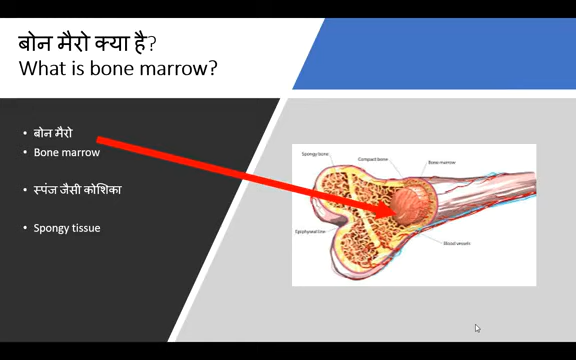 बोन मैरो क्या है?
What is bone marrow?
बोन मैरो
Bone marrow
स्पंज जैसी कोशिका
Spongy tissue
Spongy bone
Compact bone
Bone marrow
Epiphyseal line
Blood vessels